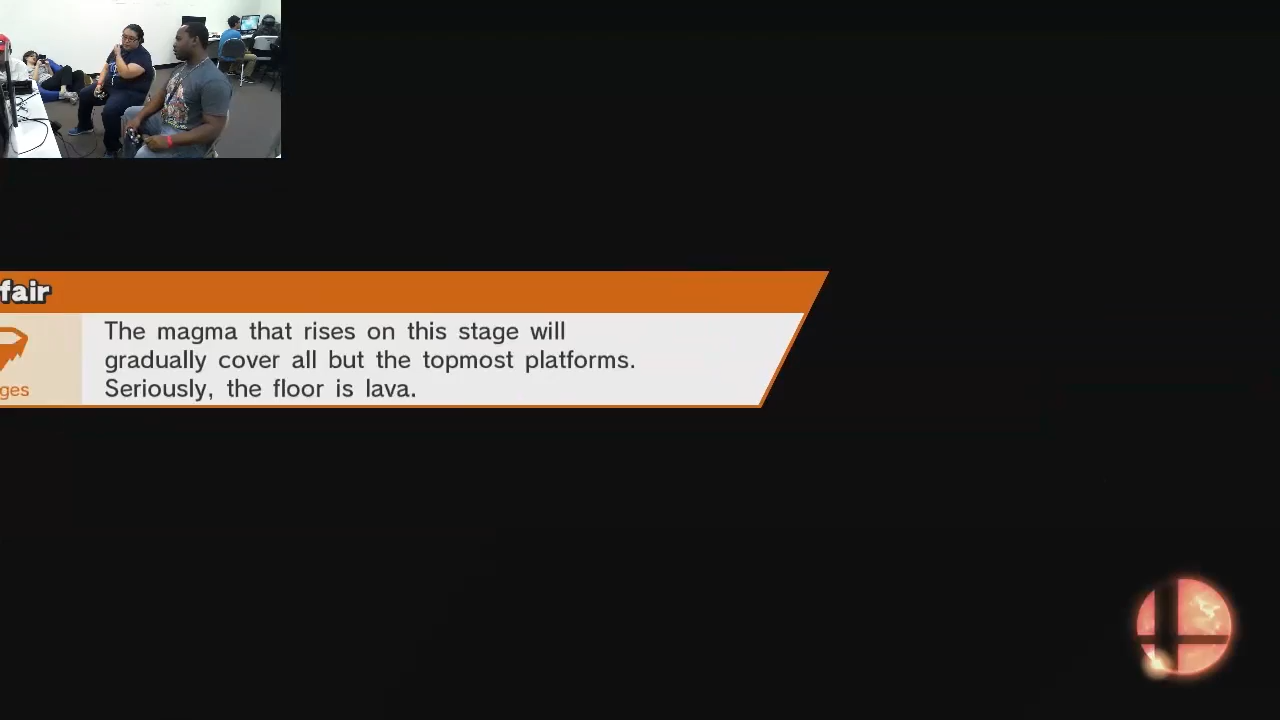 fair
The magma that rises on this stage will
gradually cover all but the topmost platforms.
Seriously, the floor is lava.
ges